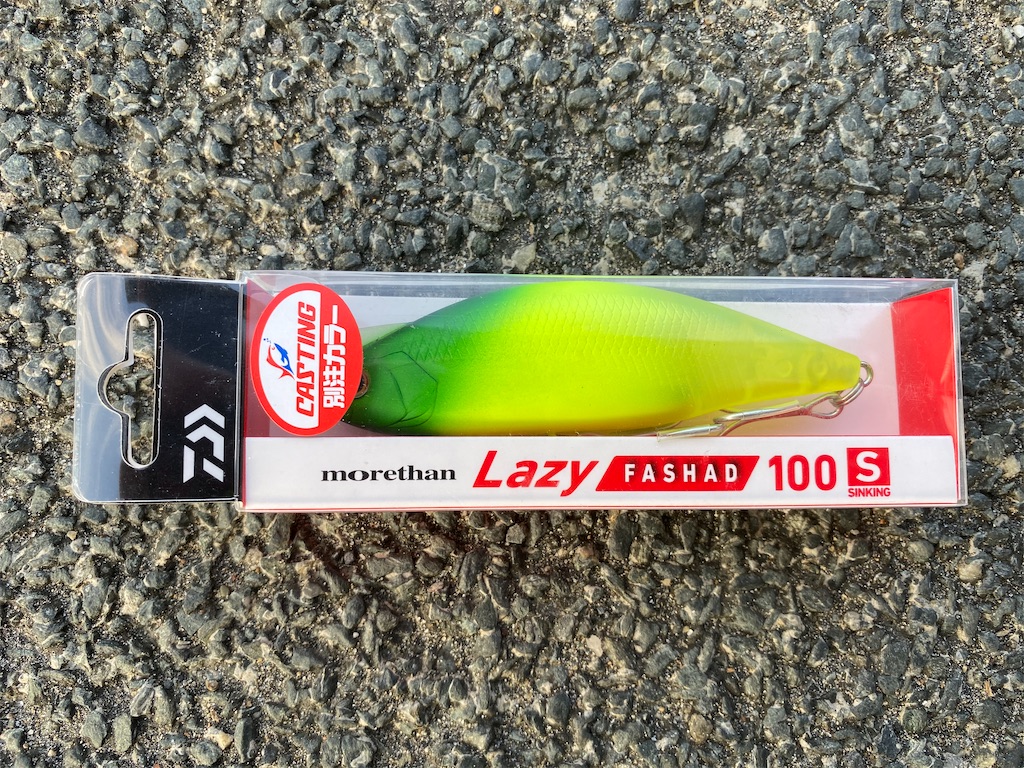 CASTING
別注カラー
morethan Lazy FASHAD 100 S
SINKING